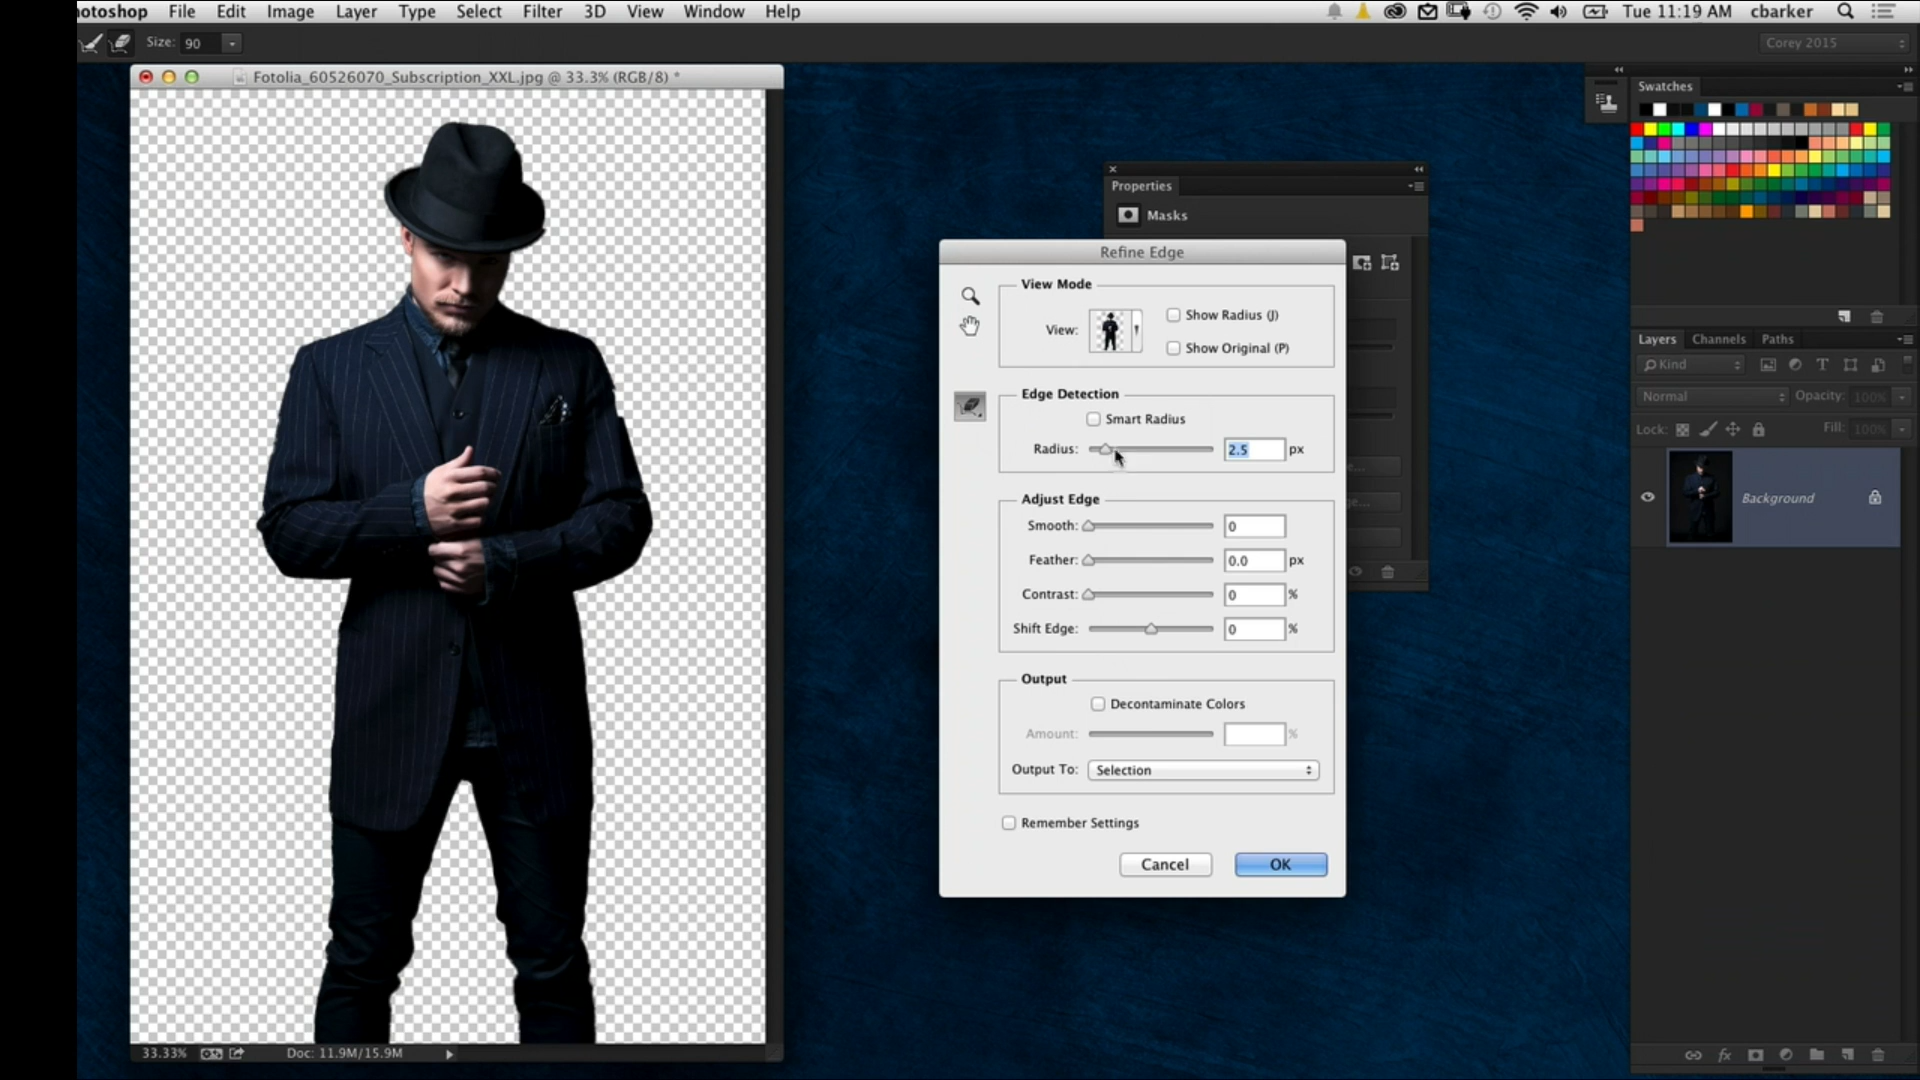 hotoshop File Edit Image Layer Type Select Filter 3D View Window Help Tue 11:19 AM cbarker
Size: 90 Corey 2015
Fotolia_60526070_Subscription_XXL.jpg @ 33.3% (RGB/8) *
Swatches
Properties
Masks
Refine Edge
View Mode
View:
Show Radius (J)
Show Original (P)
Edge Detection
Smart Radius
Radius: 2.5 px
Adjust Edge
Smooth: 0
Feather: 0.0 px
Contrast: 0 %
Shift Edge: 0 %
Output
Decontaminate Colors
Amount: %
Output To: Selection
Remember Settings
Cancel OK
Layers Channels Paths
Kind
Normal Opacity: 100%
Lock: Fill: 100%
Background
33.33% Doc: 11.9M/15.9M